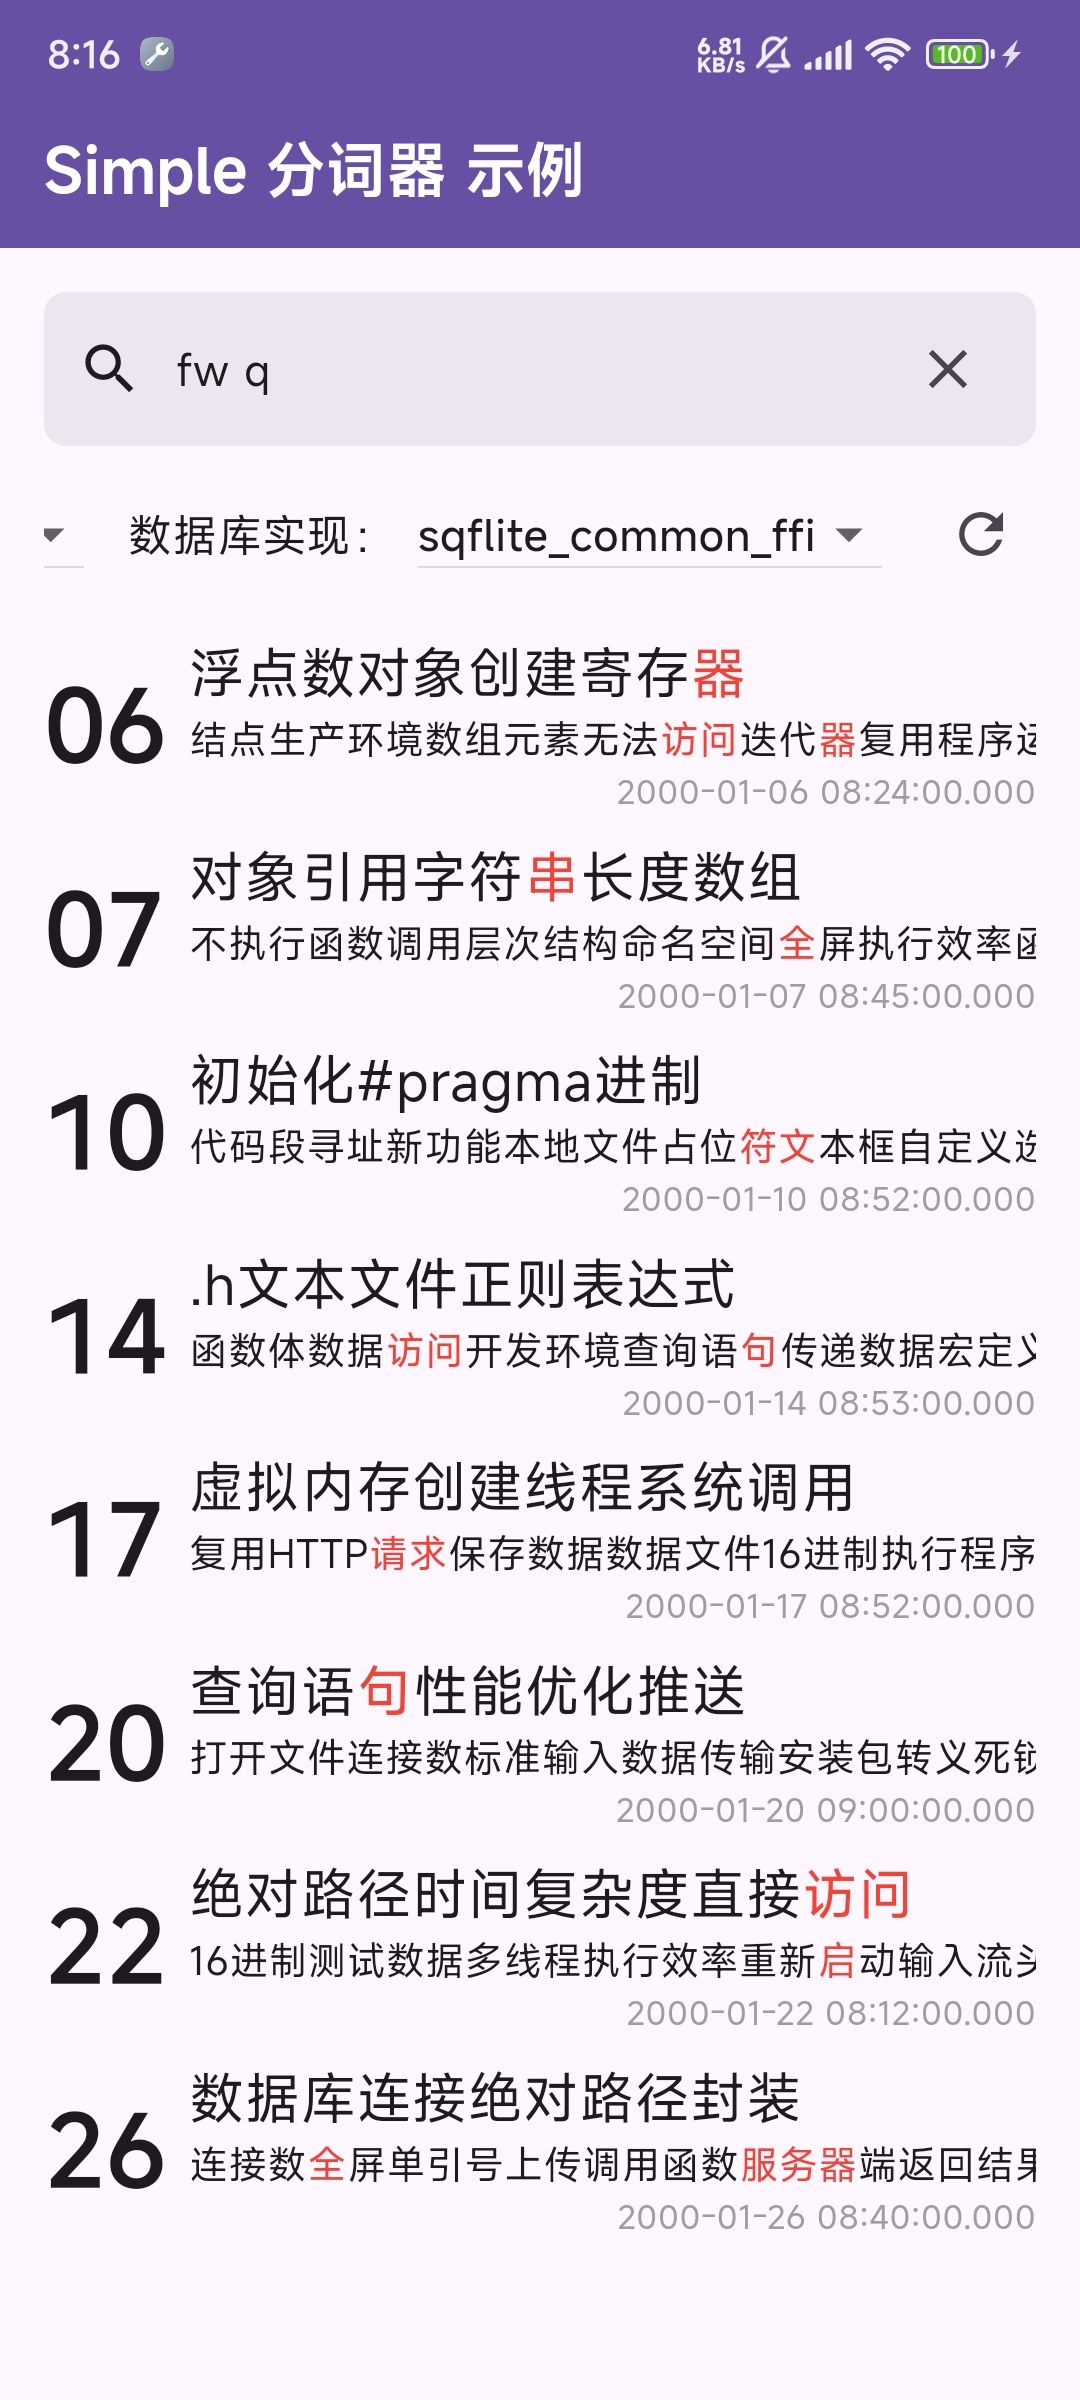 8:16
6.81 KB/s
100
Simple 分词器 示例
fw q
数据库实现：
sqflite_common_ffi
06
浮点数对象创建寄存器
结点生产环境数组元素无法访问迭代器复用程序运
2000-01-06 08:24:00.000
07
对象引用字符串长度数组
不执行函数调用层次结构命名空间全屏执行效率函
2000-01-07 08:45:00.000
10
初始化#pragma进制
代码段寻址新功能本地文件占位符文本框自定义选
2000-01-10 08:52:00.000
14
.h文本文件正则表达式
函数体数据访问开发环境查询语句传递数据宏定义
2000-01-14 08:53:00.000
17
虚拟内存创建线程系统调用
复用HTTP请求保存数据数据文件16进制执行程序
2000-01-17 08:52:00.000
20
查询语句性能优化推送
打开文件连接数标准输入数据传输安装包转义死锁
2000-01-20 09:00:00.000
22
绝对路径时间复杂度直接访问
16进制测试数据多线程执行效率重新启动输入流头
2000-01-22 08:12:00.000
26
数据库连接绝对路径封装
连接数全屏单引号上传调用函数服务器端返回结果
2000-01-26 08:40:00.000